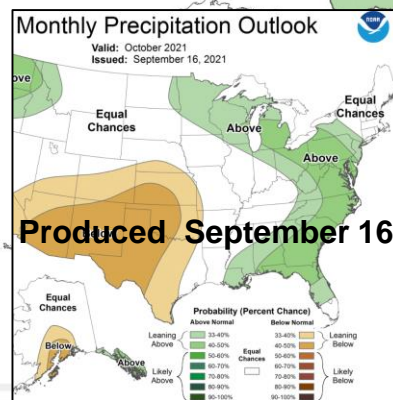 Monthly Precipitation Outlook
NOAA
Valid: October 2021
Issued: September 16, 2021
ove
Equal
Chances
Above
Equal
Chances
Above
Produced September 16
Equal
Chances
Below
Above
Probability (Percent Chance)
Above Normal
Below Normal
Leaning
Above
33-40%
40-50%
50-60%
60-70%
70-80%
80-90%
90-100%
Likely
Above
Equal
Chances
33-40%
40-50%
50-60%
60-70%
70-80%
80-90%
90-100%
Leaning
Below
Likely
Below